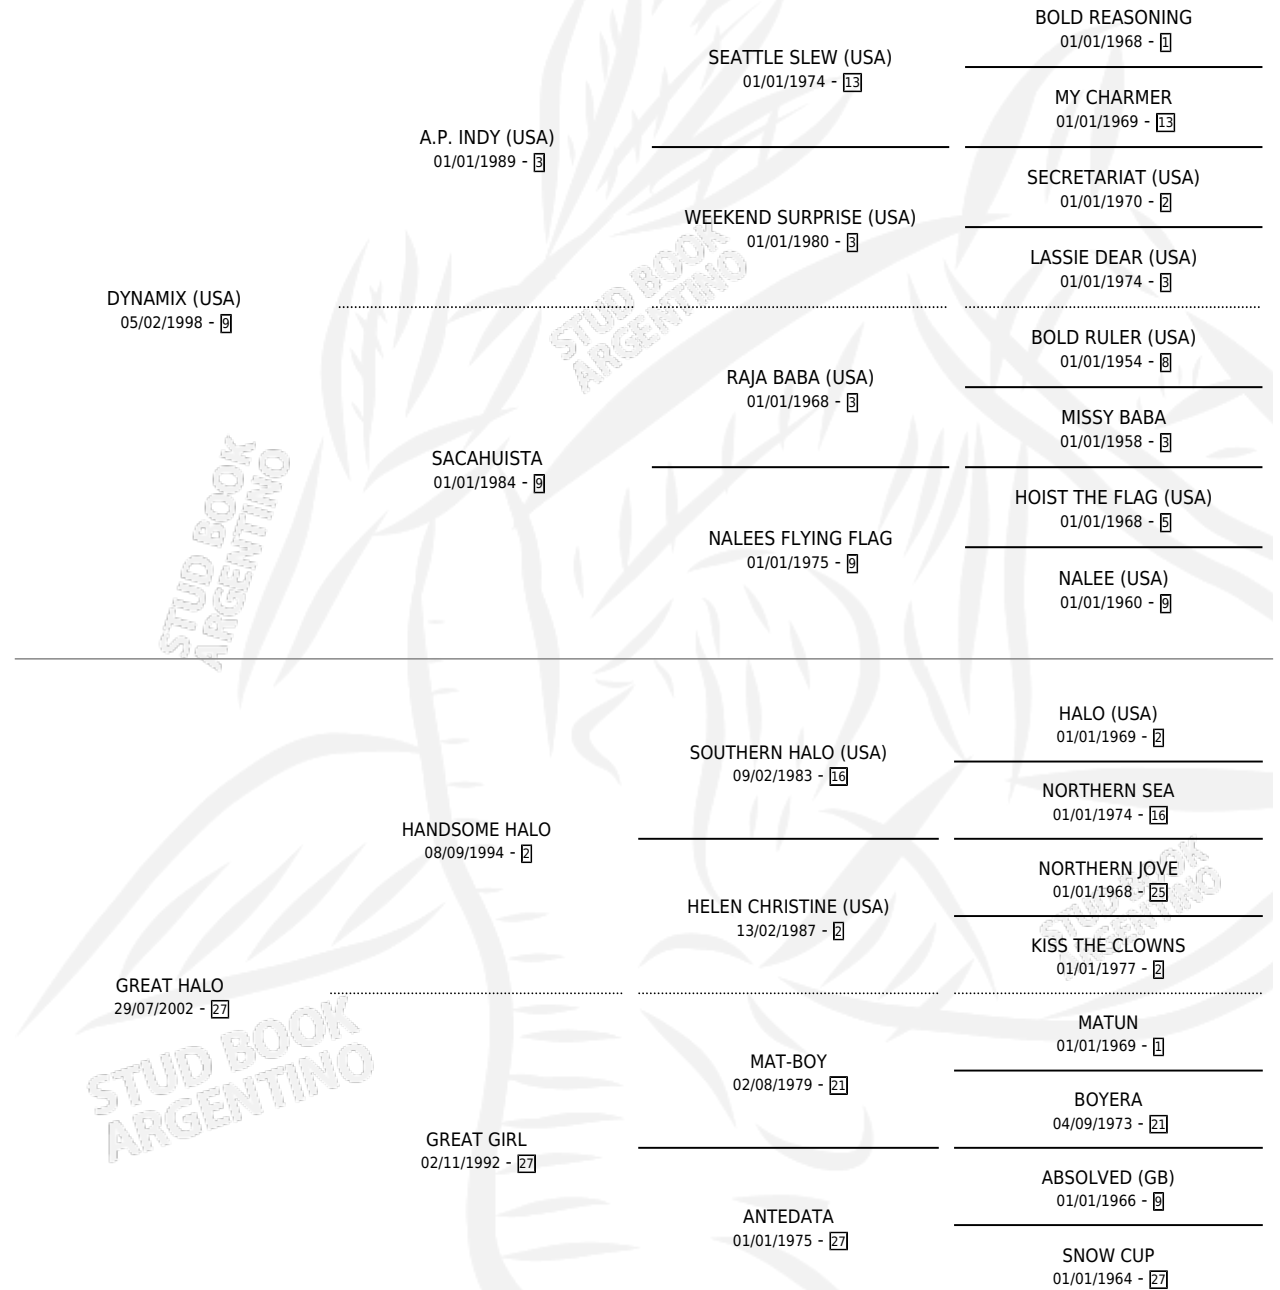 BOLD REASONING
01/01/1968 - 1
SEATTLE SLEW (USA)
01/01/1974 - 13
MY CHARMER
01/01/1969 - 13
A.P. INDY (USA)
01/01/1989 - 3
SECRETARIAT (USA)
01/01/1970 - 2
WEEKEND SURPRISE (USA)
01/01/1980 - 3
LASSIE DEAR (USA)
01/01/1974 - 3
DYNAMIX (USA)
05/02/1998 - 9
STUD BOOK
ARGENTINO
BOLD RULER (USA)
01/01/1954 - 8
RAJA BABA (USA)
01/01/1968 - 3
MISSY BABA
01/01/1958 - 3
SACAHUISTA
01/01/1984 - 9
HOIST THE FLAG (USA)
01/01/1968 - 5
NALEES FLYING FLAG
01/01/1975 - 9
NALEE (USA)
01/01/1960 - 9
STUD BOOK
ARGENTINO
HALO (USA)
01/01/1969 - 2
SOUTHERN HALO (USA)
09/02/1983 - 16
NORTHERN SEA
01/01/1974 - 16
HANDSOME HALO
08/09/1994 - 2
NORTHERN JOVE
01/01/1968 - 25
HELEN CHRISTINE (USA)
13/02/1987 - 2
KISS THE CLOWNS
01/01/1977 - 2
STUD BOOK
ARGENTINO
GREAT HALO
29/07/2002 - 27
MATUN
01/01/1969 - 1
MAT-BOY
02/08/1979 - 21
BOYERA
04/09/1973 - 21
STUD BOOK
ARGENTINO
GREAT GIRL
02/11/1992 - 27
ABSOLVED (GB)
01/01/1966 - 9
ANTEDATA
01/01/1975 - 27
SNOW CUP
01/01/1964 - 27